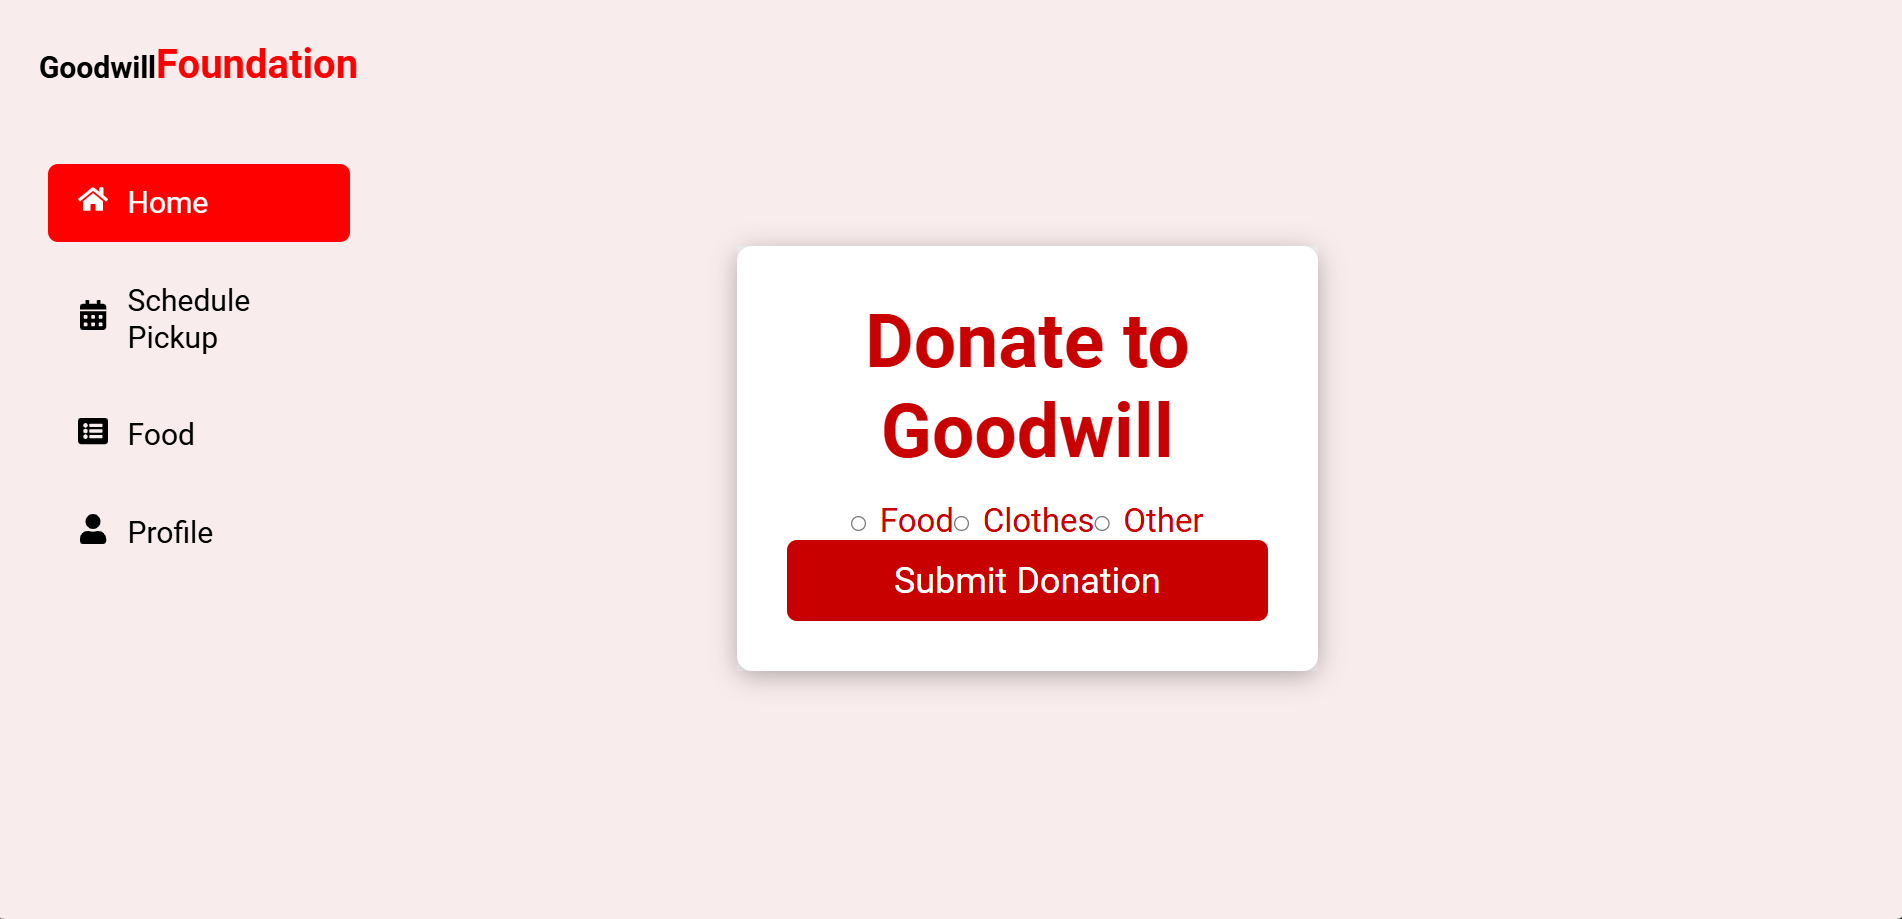 GoodwillFoundation
Home
Schedule
Pickup
Food
Profile
Donate to
Goodwill
Food Clothes Other
Submit Donation